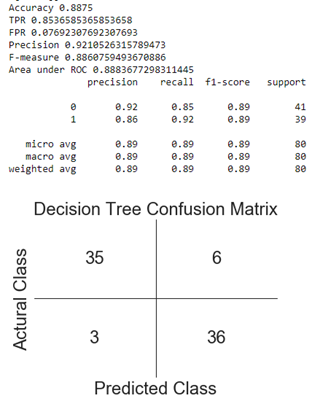 Accuracy 0.8875
TPR 0.8536585365853658
FPR 0.07692307692307693
Precision 0.9210526315789473
F-measure 0.8860759493670886
Area under ROC 0.8883677298311445
precision recall f1-score support
0 0.92 0.85 0.89 41
1 0.86 0.92 0.89 39
micro avg 0.89 0.89 0.89 80
macro avg 0.89 0.89 0.89 80
weighted avg 0.89 0.89 0.89 80
Decision Tree Confusion Matrix
Actural Class
35 6
3 36
Predicted Class